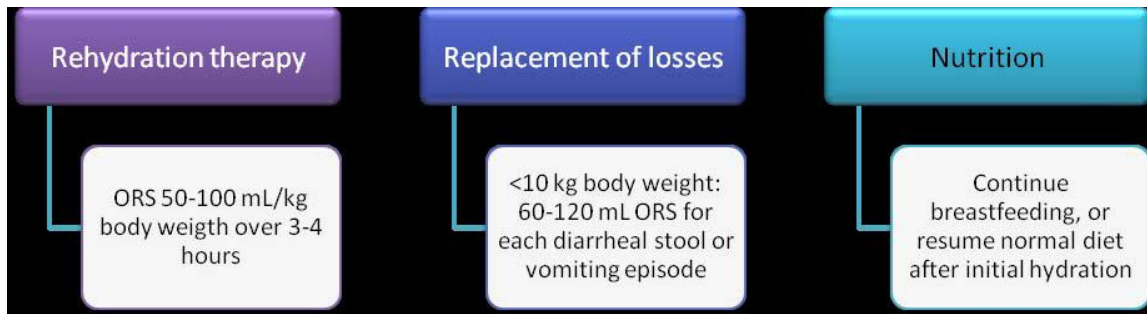 Rehydration therapy
ORS 50-100 mL/kg
body weigth over 3-4
hours
Replacement of losses
<10 kg body weight:
60-120 mL ORS for
each diarrheal stool or
vomiting episode
Nutrition
Continue
breastfeeding, or
resume normal diet
after initial hydration